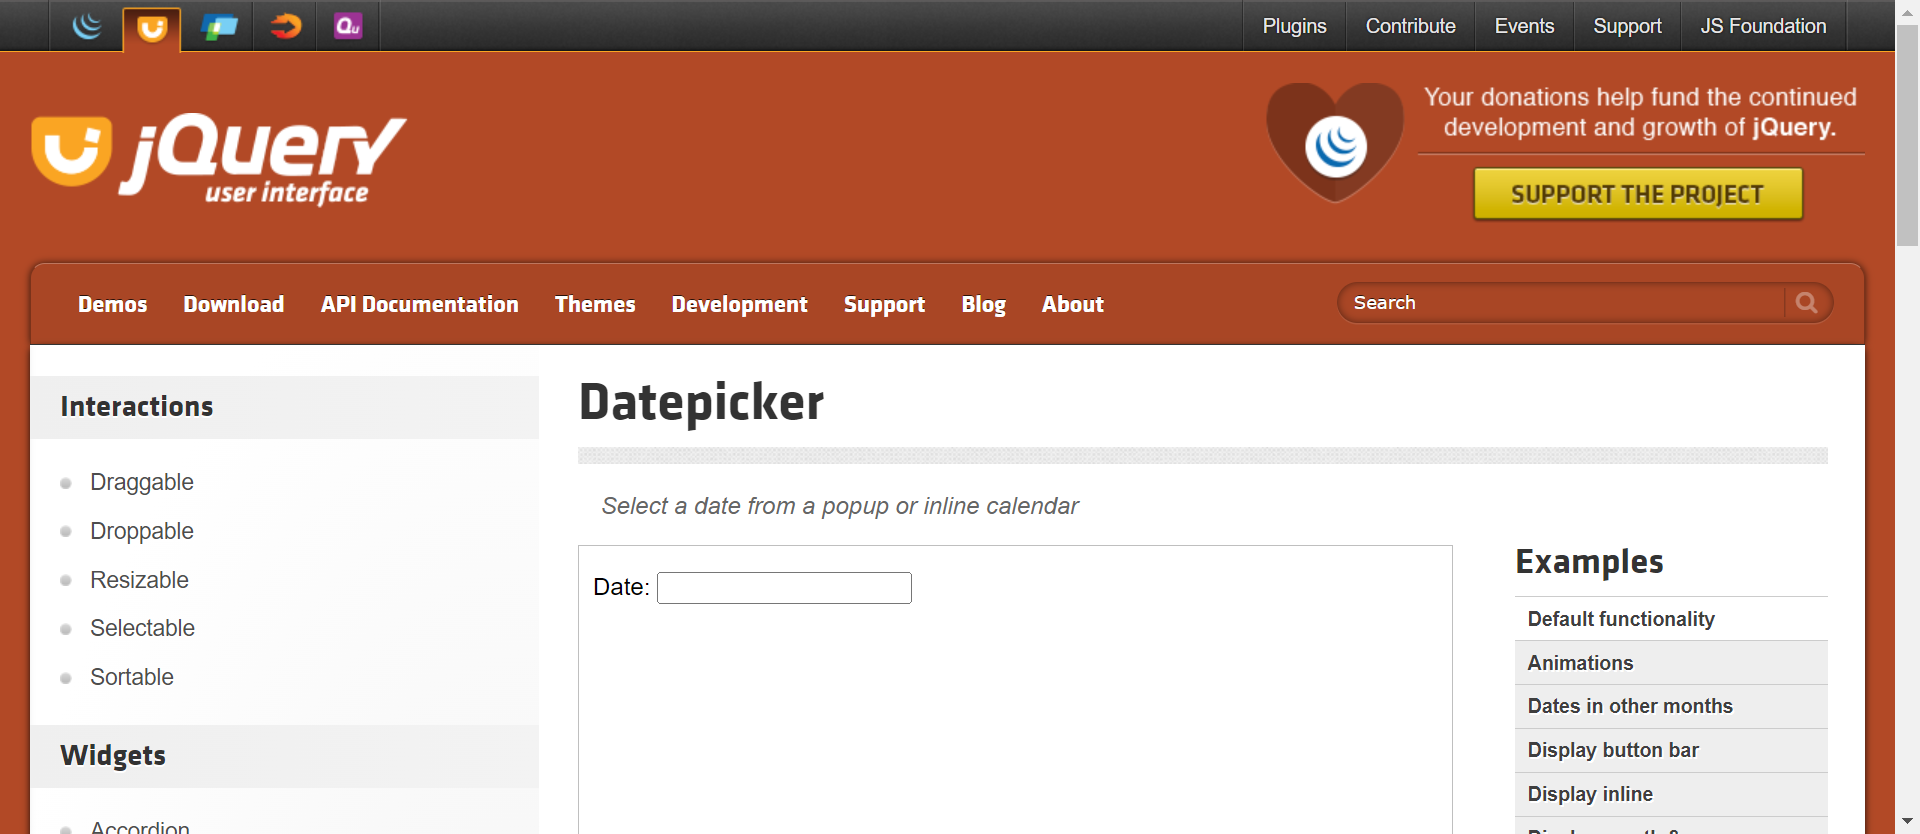 Qu
Plugins
Contribute
Events
Support
JS Foundation
jQuery
user interface
Your donations help fund the continued
development and growth of jQuery.
SUPPORT THE PROJECT
Demos
Download
API Documentation
Themes
Development
Support
Blog
About
Search
Interactions
Draggable
Droppable
Resizable
Selectable
Sortable
Widgets
Accordion
Datepicker
Select a date from a popup or inline calendar
Date:
Examples
Default functionality
Animations
Dates in other months
Display button bar
Display inline